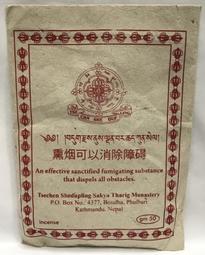 熏烟可以消除障碍
An effective sanctified fumigating substance
that dispels all obstacles.
Tsechen Shedupling Sakya Tharig Monastery
P.O. Box No.: 4377, Boudha, Phulbari
Kathmandu, Nepal
incense
gm 50